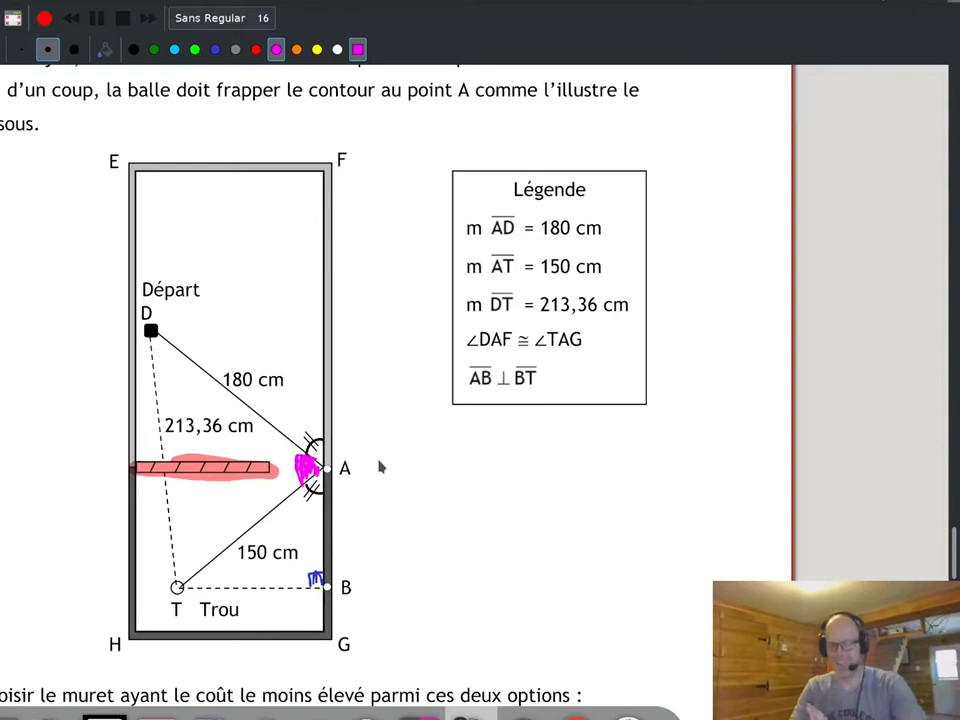 Sans Regular 16
d'un coup, la balle doit frapper le contour au point A comme l'illustre le
sous.
E
F
Légende
m AD = 180 cm
m AT = 150 cm
m DT = 213,36 cm
∠DAF ≅ ∠TAG
AB ⊥ BT
Départ
D
180 cm
213,36 cm
A
150 cm
B
T Trou
H
G
oisir le muret ayant le coût le moins élevé parmi ces deux options :